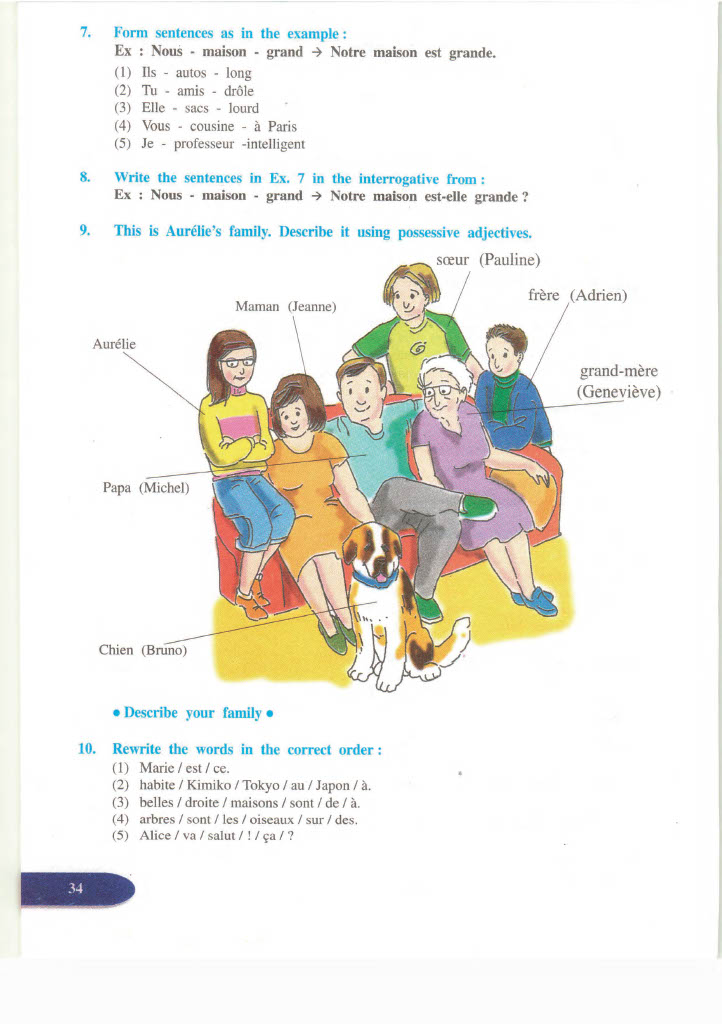 7. Form sentences as in the example :
Ex : Nous - maison - grand → Notre maison est grande.
(1) Ils - autos - long
(2) Tu - amis - drôle
(3) Elle - sacs - lourd
(4) Vous - cousine - à Paris
(5) Je - professeur -intelligent
8. Write the sentences in Ex. 7 in the interrogative from :
Ex : Nous - maison - grand → Notre maison est-elle grande ?
9. This is Aurélie's family. Describe it using possessive adjectives.
sœur (Pauline)
frère (Adrien)
Maman (Jeanne)
Aurélie
grand-mère
(Geneviève)
Papa (Michel)
Chien (Bruno)
• Describe your family •
10. Rewrite the words in the correct order :
(1) Marie / est / ce.
(2) habite / Kimiko / Tokyo / au / Japon / à.
(3) belles / droite / maisons / sont / de / à.
(4) arbres / sont / les / oiseaux / sur / des.
(5) Alice / va / salut / ! / ça / ?
34